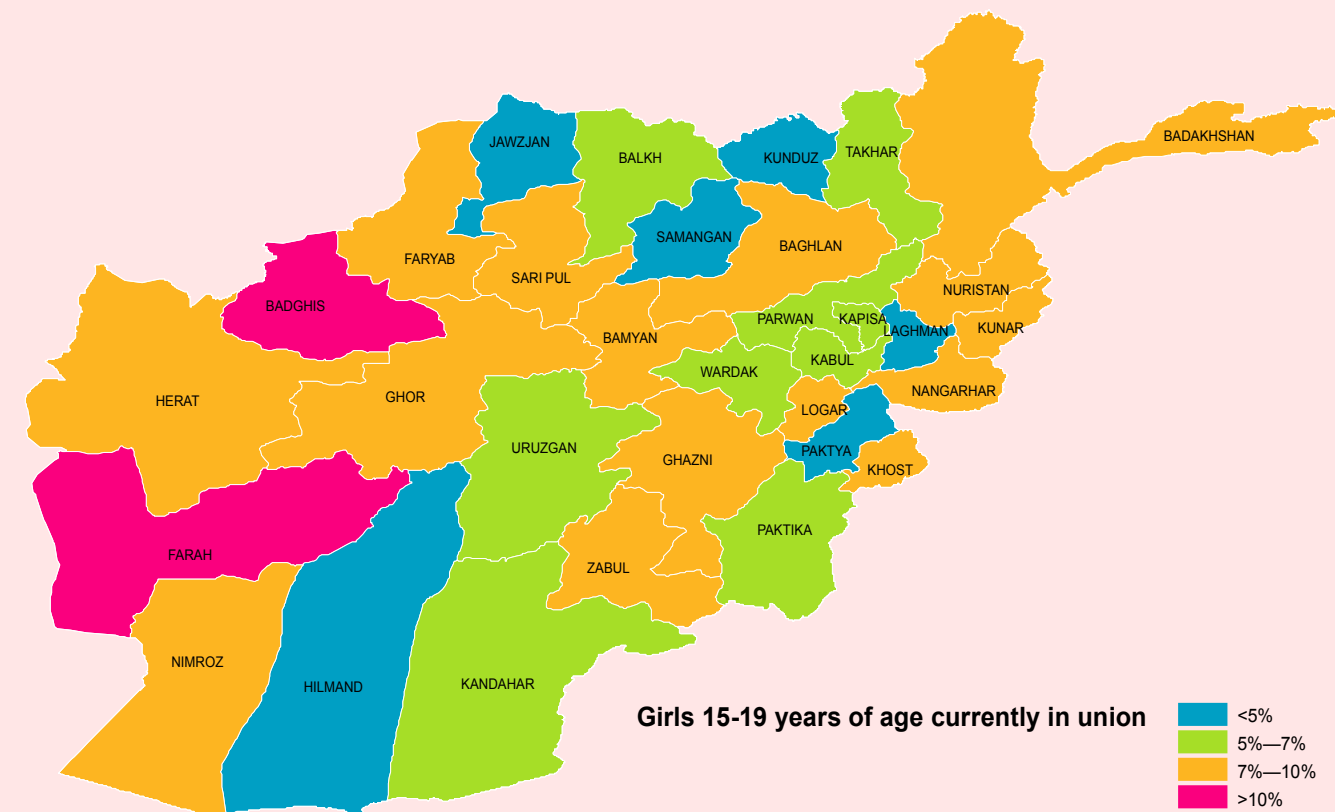 BADAKHSHAN
JAWZJAN
BALKH
KUNDUZ
TAKHAR
SAMANGAN
BAGHLAN
FARYAB
SARI PUL
NURISTAN
BADGHIS
PARWAN
KAPISA
LAGHMAN
KUNAR
BAMYAN
KABUL
WARDAK
NANGARHAR
HERAT
GHOR
LOGAR
URUZGAN
GHAZNI
PAKTYA
KHOST
PAKTIKA
FARAH
ZABUL
NIMROZ
HILMAND
KANDAHAR
Girls 15-19 years of age currently in union
<5%
5%—7%
7%—10%
>10%